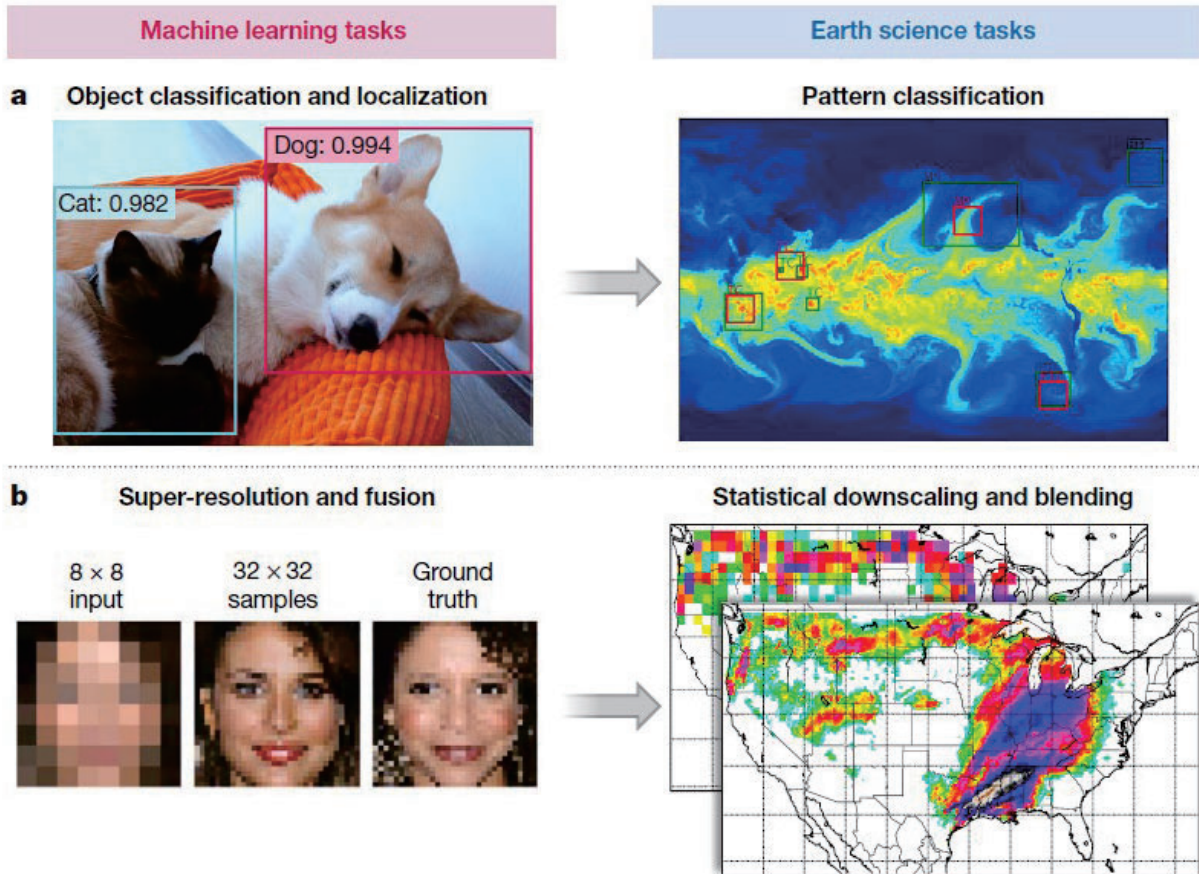 Machine learning tasks
Earth science tasks
a
Object classification and localization
Pattern classification
Dog: 0.994
Cat: 0.982
b
Super-resolution and fusion
Statistical downscaling and blending
8 × 8
input
32 × 32
samples
Ground
truth